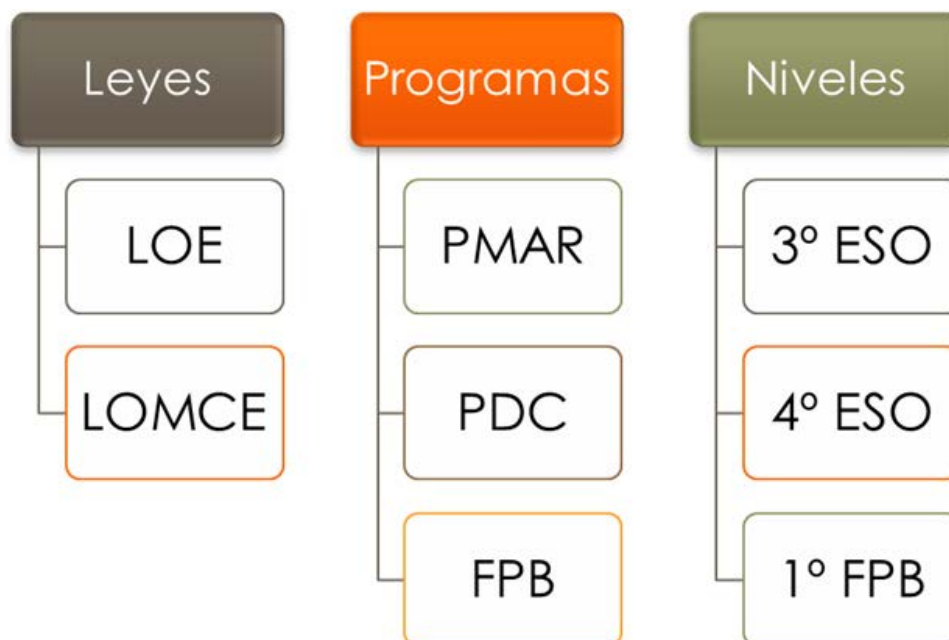 Leyes
LOE
LOMCE
Programas
PMAR
PDC
FPB
Niveles
3º ESO
4º ESO
1º FPB